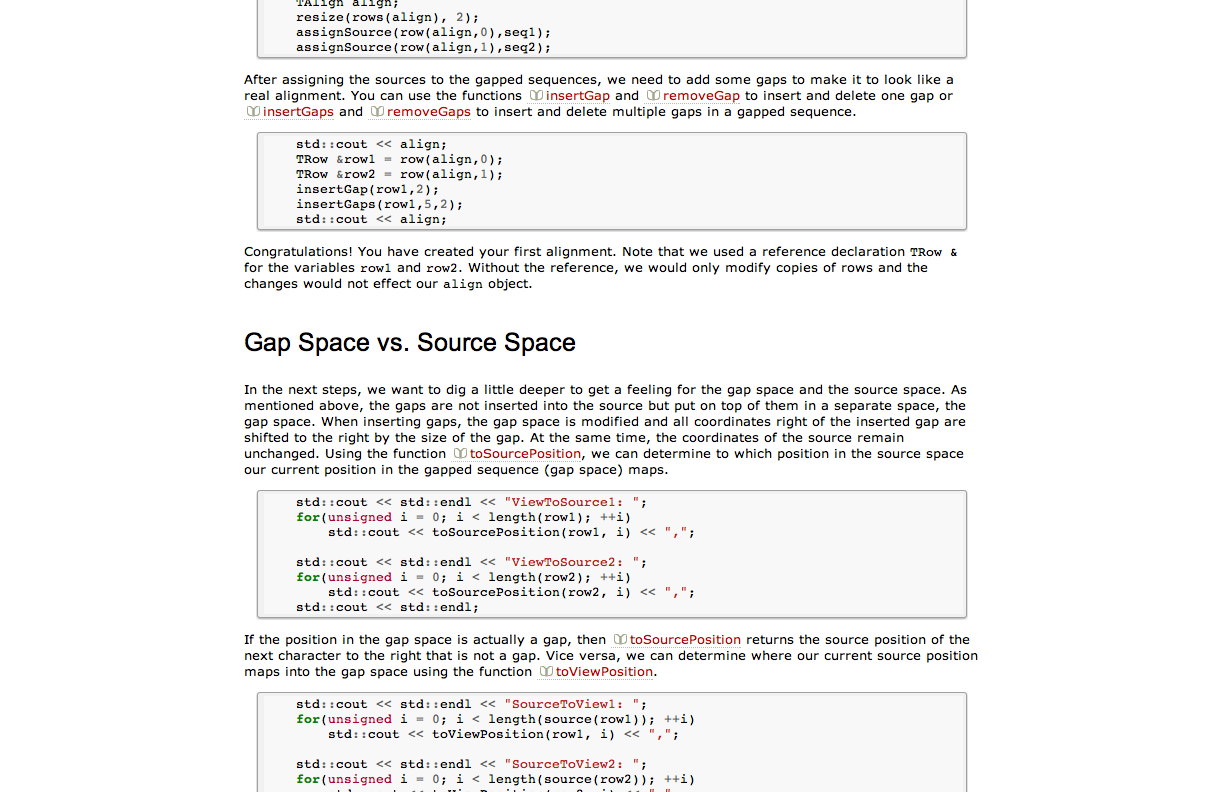 TAlign align;
resize(rows(align), 2);
assignSource(row(align,0),seq1);
assignSource(row(align,1),seq2);
After assigning the sources to the gapped sequences, we need to add some gaps to make it to look like a
real alignment. You can use the functions insertGap and removeGap to insert and delete one gap or
insertGaps and removeGaps to insert and delete multiple gaps in a gapped sequence.
std::cout << align;
TRow &row1 = row(align,0);
TRow &row2 = row(align,1);
insertGap(row1,2);
insertGaps(row1,5,2);
std::cout << align;
Congratulations! You have created your first alignment. Note that we used a reference declaration TRow &
for the variables row1 and row2. Without the reference, we would only modify copies of rows and the
changes would not effect our align object.
Gap Space vs. Source Space
In the next steps, we want to dig a little deeper to get a feeling for the gap space and the source space. As
mentioned above, the gaps are not inserted into the source but put on top of them in a separate space, the
gap space. When inserting gaps, the gap space is modified and all coordinates right of the inserted gap are
shifted to the right by the size of the gap. At the same time, the coordinates of the source remain
unchanged. Using the function toSourcePosition, we can determine to which position in the source space
our current position in the gapped sequence (gap space) maps.
std::cout << std::endl << "ViewToSource1: ";
for(unsigned i = 0; i < length(row1); ++i)
    std::cout << toSourcePosition(row1, i) << ",";
std::cout << std::endl << "ViewToSource2: ";
for(unsigned i = 0; i < length(row2); ++i)
    std::cout << toSourcePosition(row2, i) << ",";
std::cout << std::endl;
If the position in the gap space is actually a gap, then toSourcePosition returns the source position of the
next character to the right that is not a gap. Vice versa, we can determine where our current source position
maps into the gap space using the function toViewPosition.
std::cout << std::endl << "SourceToView1: ";
for(unsigned i = 0; i < length(source(row1)); ++i)
    std::cout << toViewPosition(row1, i) << ",";
std::cout << std::endl << "SourceToView2: ";
for(unsigned i = 0; i < length(source(row2)); ++i)